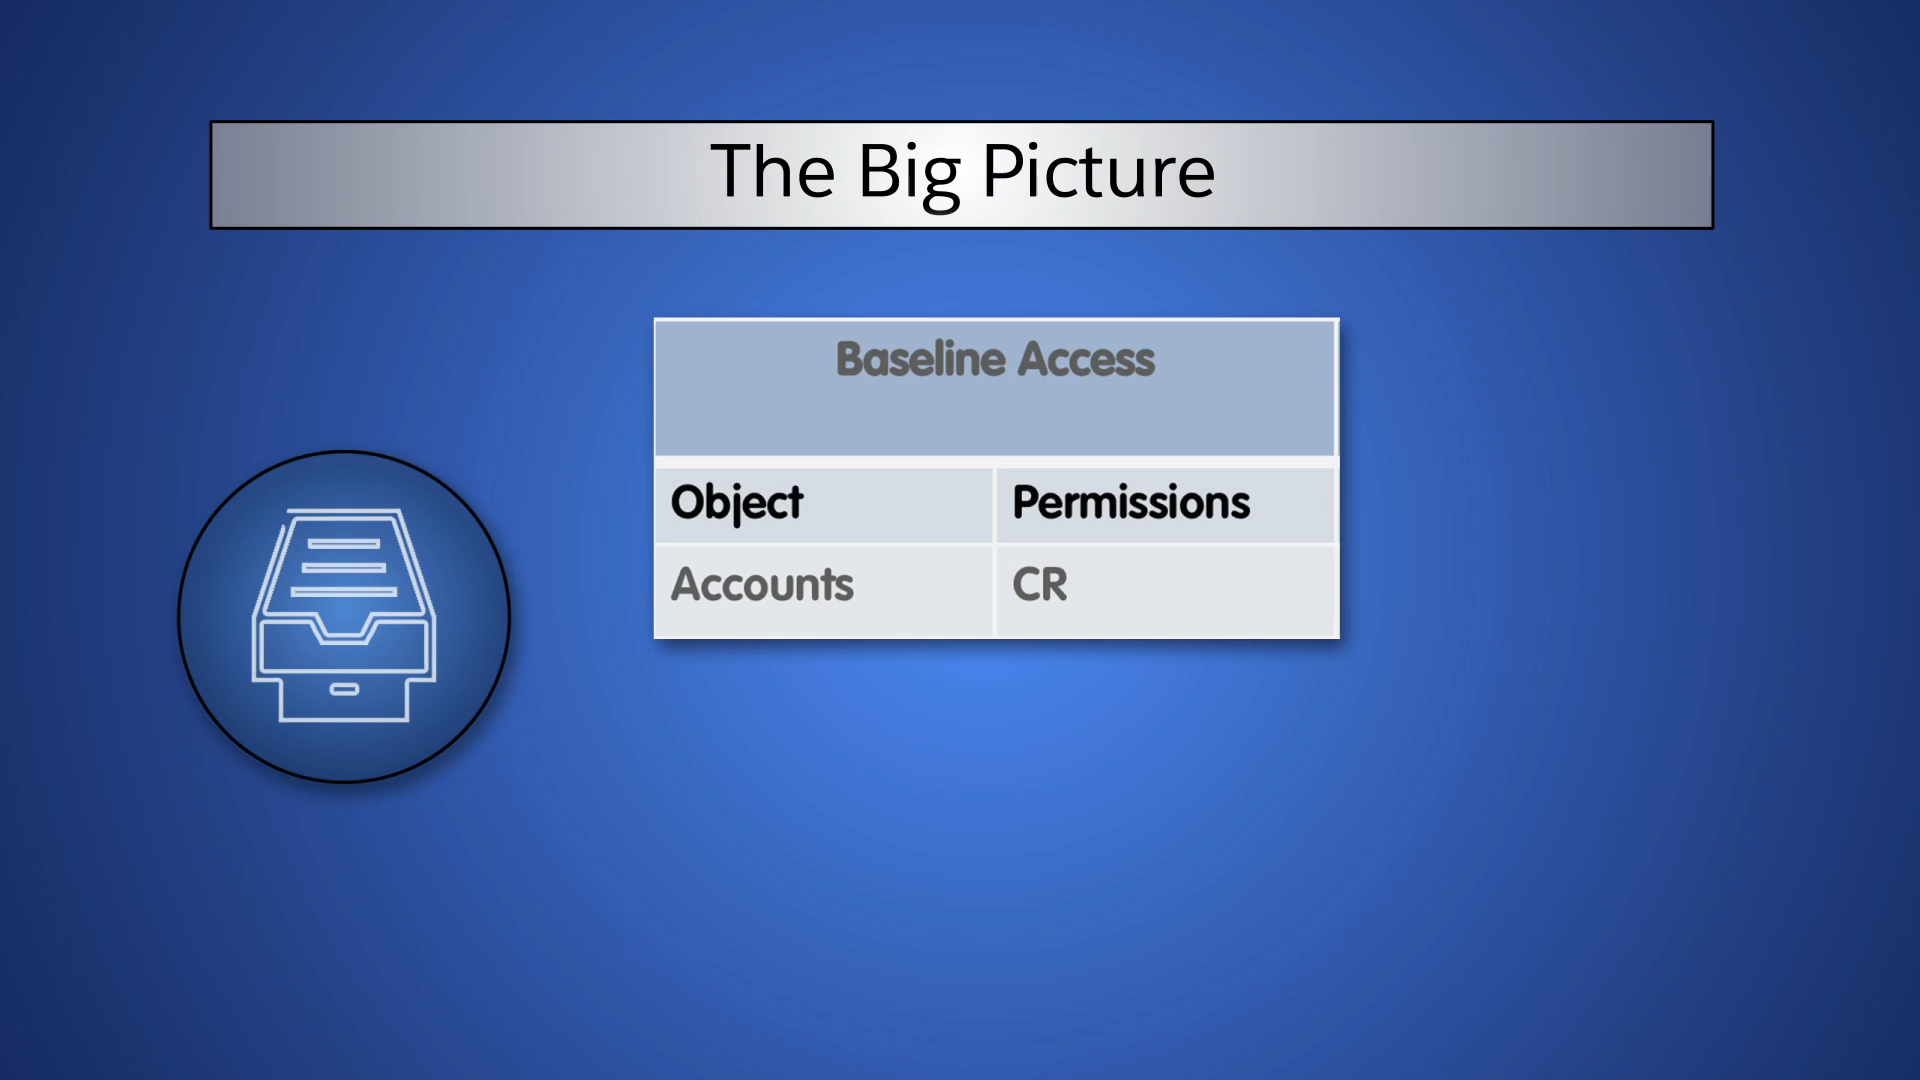 The Big Picture
Baseline Access
Object Permissions
Accounts CR